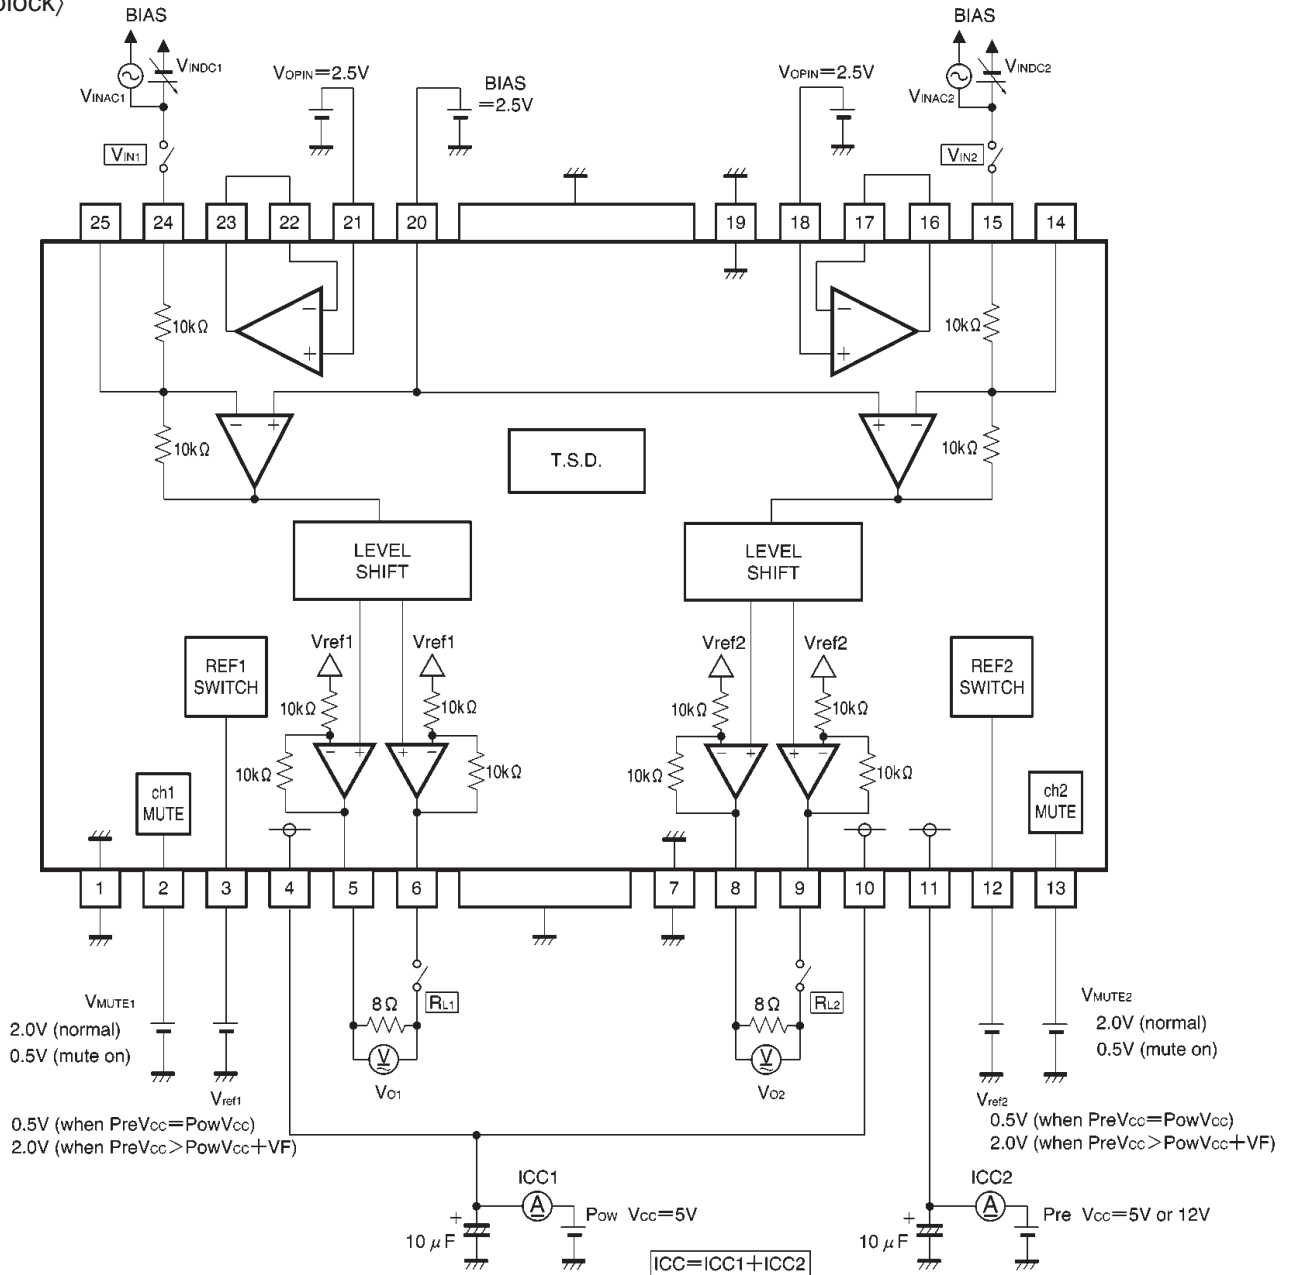 block〉
BIAS
BIAS
VINDC1
VINAC1
VOPIN=2.5V
BIAS
=2.5V
VOPIN=2.5V
VINDC2
VINAC2
VIN1
VIN2
25
24
23
22
21
20
19
18
17
16
15
14
10kΩ
−
+
−
+
10kΩ
10kΩ
− +
+ −
10kΩ
T.S.D.
LEVEL
SHIFT
LEVEL
SHIFT
Vref1
Vref1
Vref2
Vref2
REF1
SWITCH
REF2
SWITCH
10kΩ
10kΩ
10kΩ
10kΩ
− +
+ −
− +
+ −
10kΩ
10kΩ
10kΩ
10kΩ
ch1
MUTE
ch2
MUTE
1
2
3
4
5
6
7
8
9
10
11
12
13
RL1
RL2
8Ω
8Ω
V
V
VO1
VO2
VMUTE1
2.0V (normal)
0.5V (mute on)
VMUTE2
2.0V (normal)
0.5V (mute on)
Vref1
0.5V (when PreVcc=PowVcc)
2.0V (when PreVcc>PowVcc+VF)
Vref2
0.5V (when PreVcc=PowVcc)
2.0V (when PreVcc>PowVcc+VF)
ICC1
A
+
10 μF
Pow Vcc=5V
ICC2
A
+
10 μF
Pre Vcc=5V or 12V
ICC=ICC1+ICC2